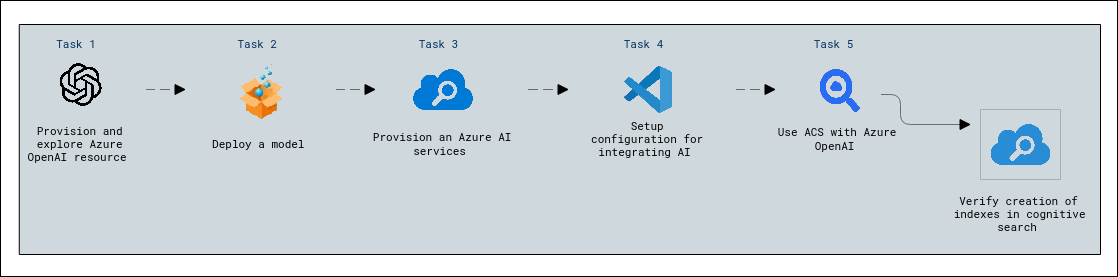 Task 1
Task 2
Task 3
Task 4
Task 5
Provision and
explore Azure
OpenAI resource
Deploy a model
Provision an Azure AI
services
Setup
configuration for
integrating AI
Use ACS with Azure
OpenAI
Verify creation of
indexes in cognitive
search